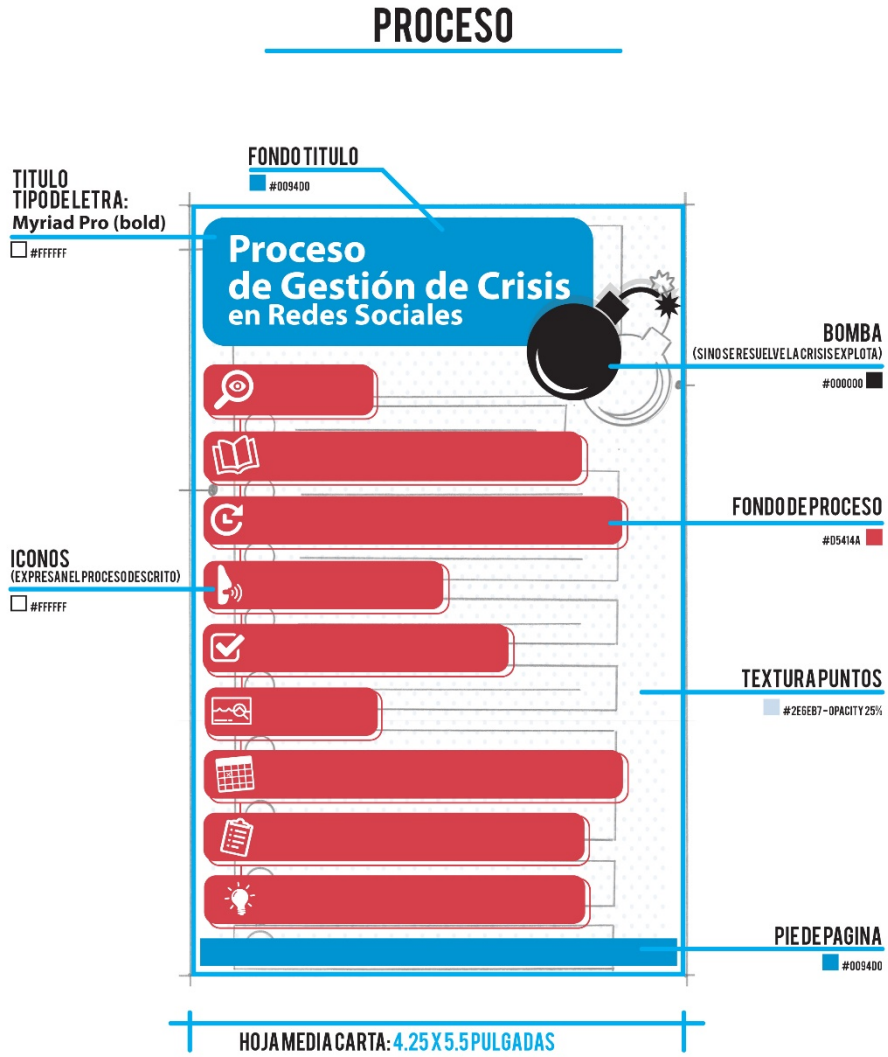 PROCESO
FONDO TITULO
#0094D0
TITULO
TIPO DE LETRA:
Myriad Pro (bold)
#FFFFFF
Proceso
de Gestión de Crisis
en Redes Sociales
BOMBA
(SI NO SE RESUELVE LA CRISIS EXPLOTA)
#000000
FONDO DE PROCESO
#D5414A
ICONOS
(EXPRESAN EL PROCESO DESCRITO)
#FFFFFF
TEXTURA PUNTOS
#2E6EB7 - OPACITY 25%
PIE DE PAGINA
#0094D0
HOJA MEDIA CARTA: 4.25 X 5.5 PULGADAS